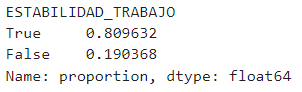 ESTABILIDAD_TRABAJO
True     0.809632
False    0.190368
Name: proportion, dtype: float64